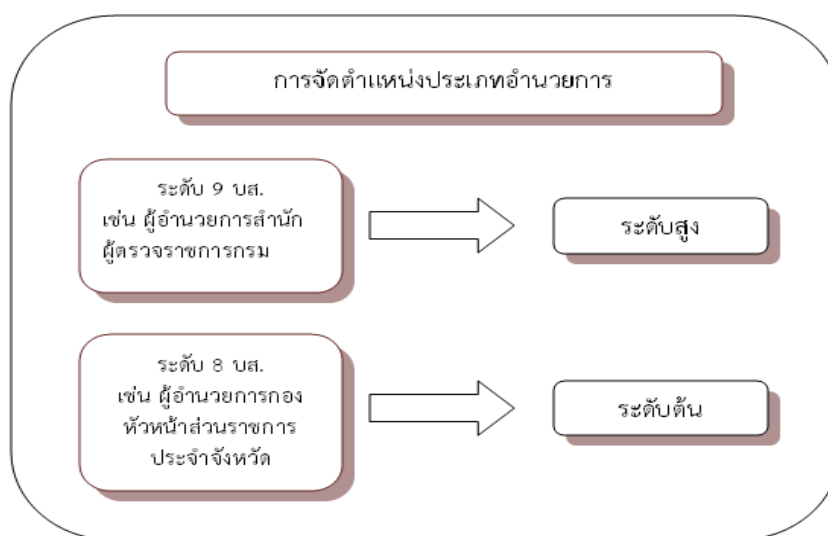 การจัดตำแหน่งประเภทอำนวยการ
ระดับ 9 บส.
เช่น ผู้อำนวยการสำนัก
ผู้ตรวจราชการกรม
ระดับสูง
ระดับ 8 บส.
เช่น ผู้อำนวยการกอง
หัวหน้าส่วนราชการ
ประจำจังหวัด
ระดับต้น